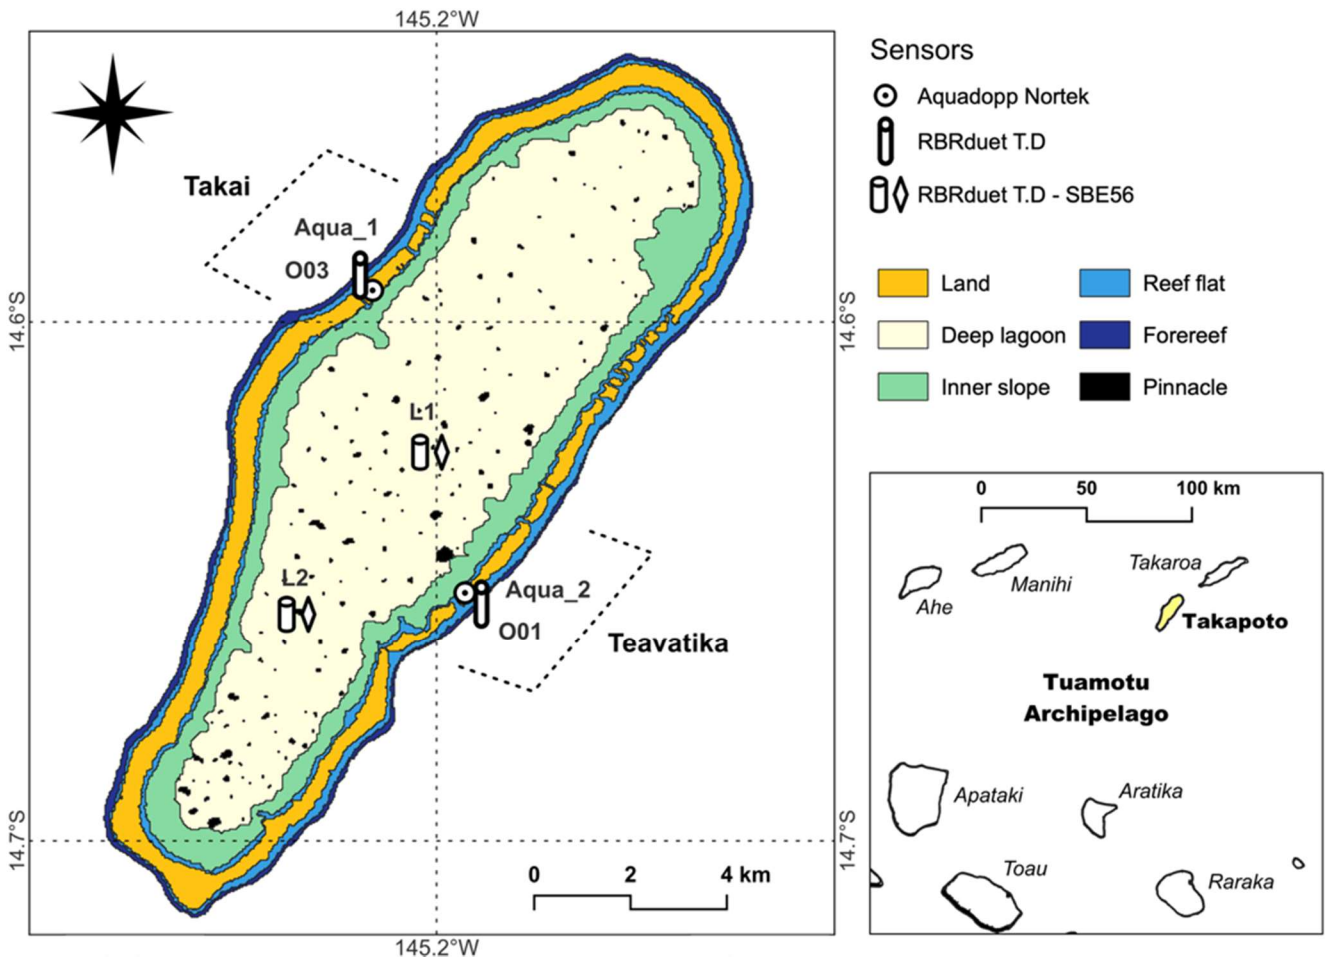 145.2°W
Takai
Aqua_1
O03
14.6°S
14.6°S
L1
L2
Aqua_2
O01
Teavatika
14.7°S
14.7°S
0 2 4 km
145.2°W
Sensors
Aquadopp Nortek
RBRduet T.D
RBRduet T.D - SBE56
Land
Reef flat
Deep lagoon
Forereef
Inner slope
Pinnacle
0 50 100 km
Ahe
Manihi
Takaroa
Takapoto
Tuamotu
Archipelago
Apataki
Aratika
Toau
Raraka